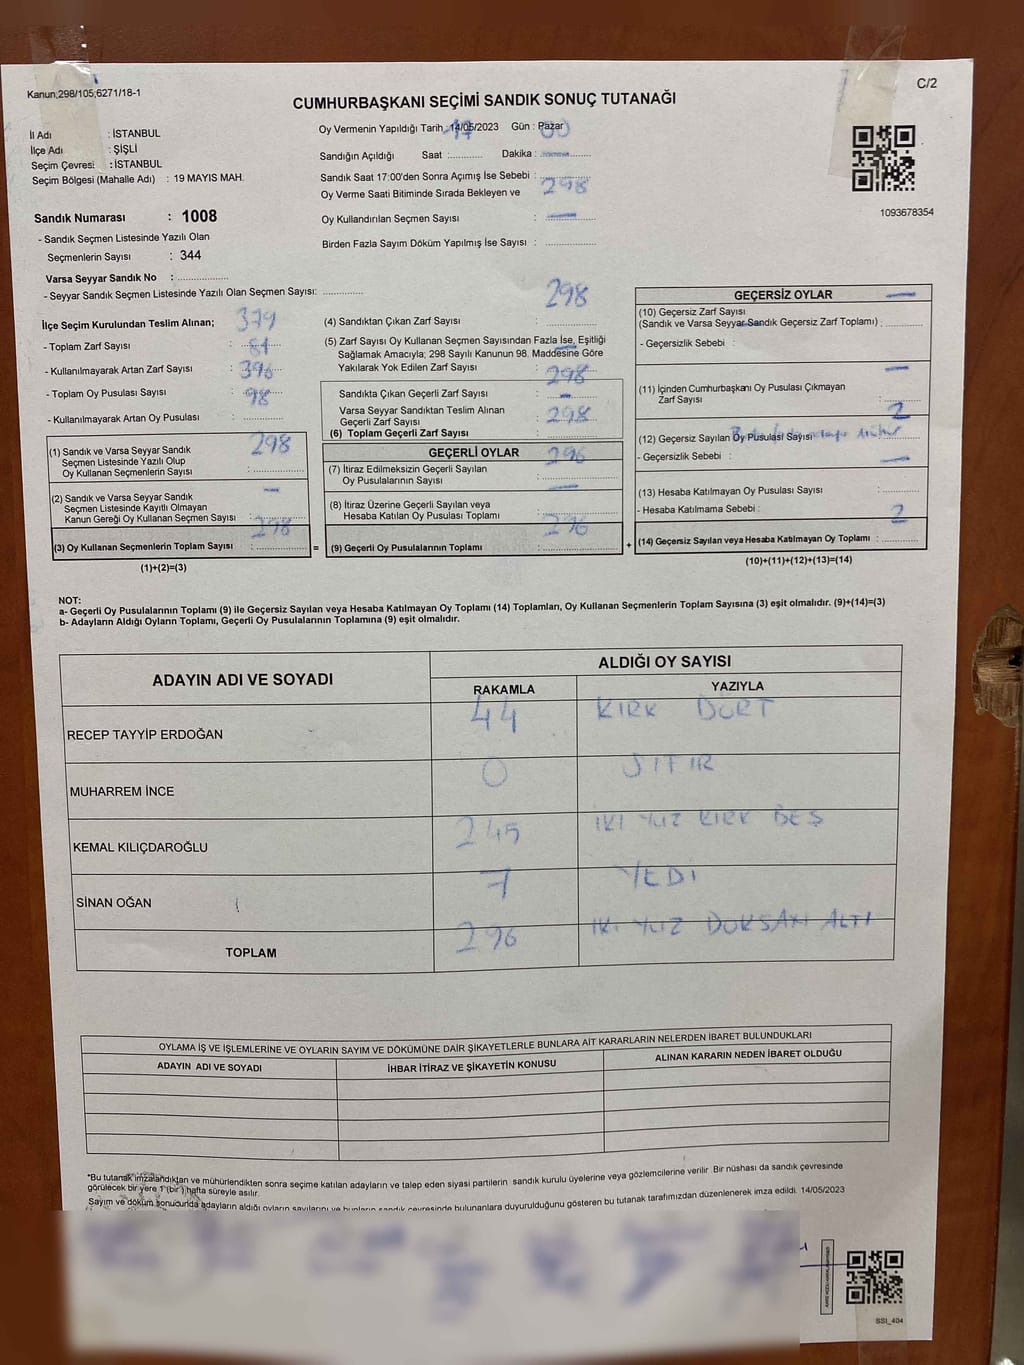 Kanun;298/105;6271/18-1
C/2
CUMHURBAŞKANI SEÇİMİ SANDIK SONUÇ TUTANAĞI
İl Adı : İSTANBUL
İlçe Adı : ŞİŞLİ
Seçim Çevresi : İSTANBUL
Seçim Bölgesi (Mahalle Adı) : 19 MAYIS MAH.
Sandık Numarası : 1008
- Sandık Seçmen Listesinde Yazılı Olan
Seçmenlerin Sayısı : 344
Varsa Seyyar Sandık No :
- Seyyar Sandık Seçmen Listesinde Yazılı Olan Seçmen Sayısı:
Oy Vermenin Yapıldığı Tarih : 14/05/2023 Gün : Pazar
17 00
Sandığın Açıldığı Saat Dakika :
Sandık Saat 17:00'den Sonra Açımış İse Sebebi :
Oy Verme Saati Bitiminde Sırada Bekleyen ve 298
Oy Kullandırılan Seçmen Sayısı :
Birden Fazla Sayım Döküm Yapılmış İse Sayısı :
1093678354
İlçe Seçim Kurulundan Teslim Alınan; 379
- Toplam Zarf Sayısı : 81
- Kullanılmayarak Artan Zarf Sayısı : 396
- Toplam Oy Pusulası Sayısı : 98
- Kullanılmayarak Artan Oy Pusulası :
(1) Sandık ve Varsa Seyyar Sandık 298
Seçmen Listesinde Yazılı Olup
Oy Kullanan Seçmenlerin Sayısı :
(2) Sandık ve Varsa Seyyar Sandık
Seçmen Listesinde Kayıtlı Olmayan
Kanun Gereği Oy Kullanan Seçmen Sayısı : 298
(3) Oy Kullanan Seçmenlerin Toplam Sayısı :
(1)+(2)=(3)
298
(4) Sandıktan Çıkan Zarf Sayısı :
(5) Zarf Sayısı Oy Kullanan Seçmen Sayısından Fazla İse, Eşitliği
Sağlamak Amacıyla; 298 Sayılı Kanunun 98. Maddesine Göre
Yakılarak Yok Edilen Zarf Sayısı : 298
Sandıkta Çıkan Geçerli Zarf Sayısı :
Varsa Seyyar Sandıktan Teslim Alınan 298
Geçerli Zarf Sayısı :
(6) Toplam Geçerli Zarf Sayısı :
GEÇERLİ OYLAR 296
(7) İtiraz Edilmeksizin Geçerli Sayılan
Oy Pusulalarının Sayısı :
(8) İtiraz Üzerine Geçerli Sayılan veya
Hesaba Katılan Oy Pusulası Toplamı : 296
= (9) Geçerli Oy Pusulalarının Toplamı :
GEÇERSİZ OYLAR
(10) Geçersiz Zarf Sayısı
(Sandık ve Varsa Seyyar Sandık Geçersiz Zarf Toplamı) :
- Geçersizlik Sebebi :
(11) İçinden Cumhurbaşkanı Oy Pusulası Çıkmayan
Zarf Sayısı : 2
(12) Geçersiz Sayılan Oy Pusulası Sayısı :
- Geçersizlik Sebebi :
(13) Hesaba Katılmayan Oy Pusulası Sayısı :
- Hesaba Katılmama Sebebi : 2
+ (14) Geçersiz Sayılan veya Hesaba Katılmayan Oy Toplamı :
(10)+(11)+(12)+(13)=(14)
NOT:
a- Geçerli Oy Pusulalarının Toplamı (9) ile Geçersiz Sayılan veya Hesaba Katılmayan Oy Toplamı (14) Toplamları, Oy Kullanan Seçmenlerin Toplam Sayısına (3) eşit olmalıdır. (9)+(14)=(3)
b- Adayların Aldığı Oyların Toplamı, Geçerli Oy Pusulalarının Toplamına (9) eşit olmalıdır.
ADAYIN ADI VE SOYADI ALDIĞI OY SAYISI
RAKAMLA YAZIYLA
RECEP TAYYİP ERDOĞAN 44 KIRK DÖRT
MUHARREM İNCE 0 SIFIR
KEMAL KILIÇDAROĞLU 245 İKİ YÜZ KIRK BEŞ
SİNAN OĞAN 7 YEDİ
TOPLAM 296 İKİ YÜZ DOKSAN ALTI
OYLAMA İŞ VE İŞLEMLERİNE VE OYLARIN SAYIM VE DÖKÜMÜNE DAİR ŞİKAYETLERLE BUNLARA AİT KARARLARIN NELERDEN İBARET BULUNDUKLARI
ADAYIN ADI VE SOYADI İHBAR İTİRAZ VE ŞİKAYETİN KONUSU ALINAN KARARIN NEDEN İBARET OLDUĞU
*Bu tutanak imzalandıktan ve mühürlendikten sonra seçime katılan adayların ve talep eden siyasi partilerin sandık kurulu üyelerine veya gözlemcilerine verilir. Bir nüshası da sandık çevresinde
görülecek bir yere 1 (bir) hafta süreyle asılır.
Sayım ve döküm sonucunda adayların aldığı oyların sayılarını ve bunların sandık çevresinde bulunanlara duyurulduğunu gösteren bu tutanak tarafımızdan düzenlenerek imza edildi. 14/05/2023
SSI_404